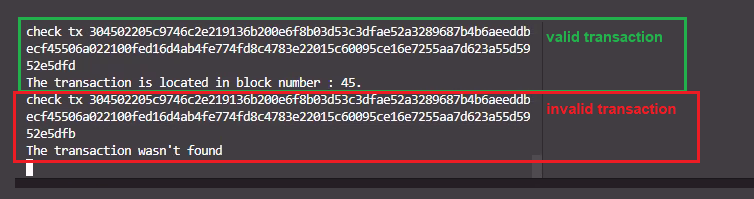 check tx 304502205c9746c2e219136b200e6f8b03d53c3dfae52a3289687b4b6aeeddb
valid transaction
ecf45506a022100fed16d4ab4fe774fd8c4783e22015c60095ce16e7255aa7d623a55d59
52e5dfd
The transaction is located in block number : 45.
check tx 304502205c9746c2e219136b200e6f8b03d53c3dfae52a3289687b4b6aeeddb
invalid transaction
ecf45506a022100fed16d4ab4fe774fd8c4783e22015c60095ce16e7255aa7d623a55d59
52e5dfb
The transaction wasn't found